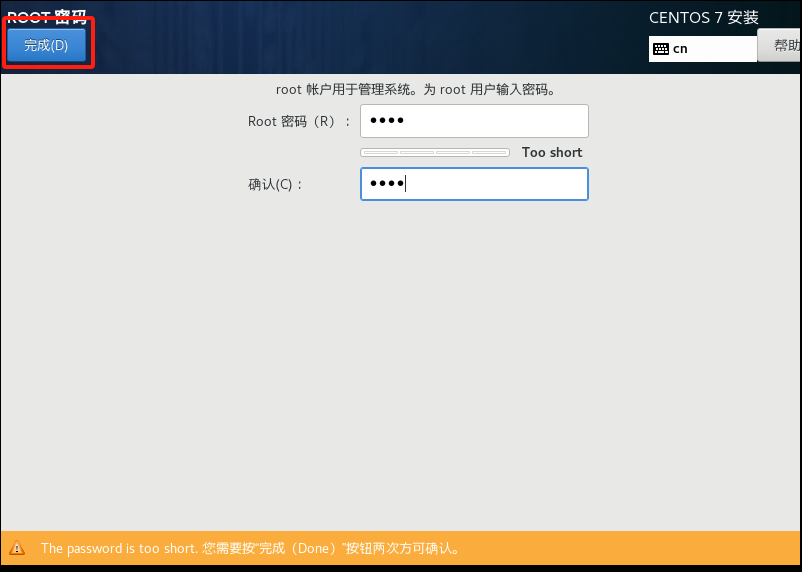 ROOT 密码
CENTOS 7 安装
完成(D)
cn
帮助
root 帐户用于管理系统。为 root 用户输入密码。
Root 密码（R）：
••••
Too short
确认(C)：
••••
The password is too short. 您需要按“完成（Done）”按钮两次方可确认。